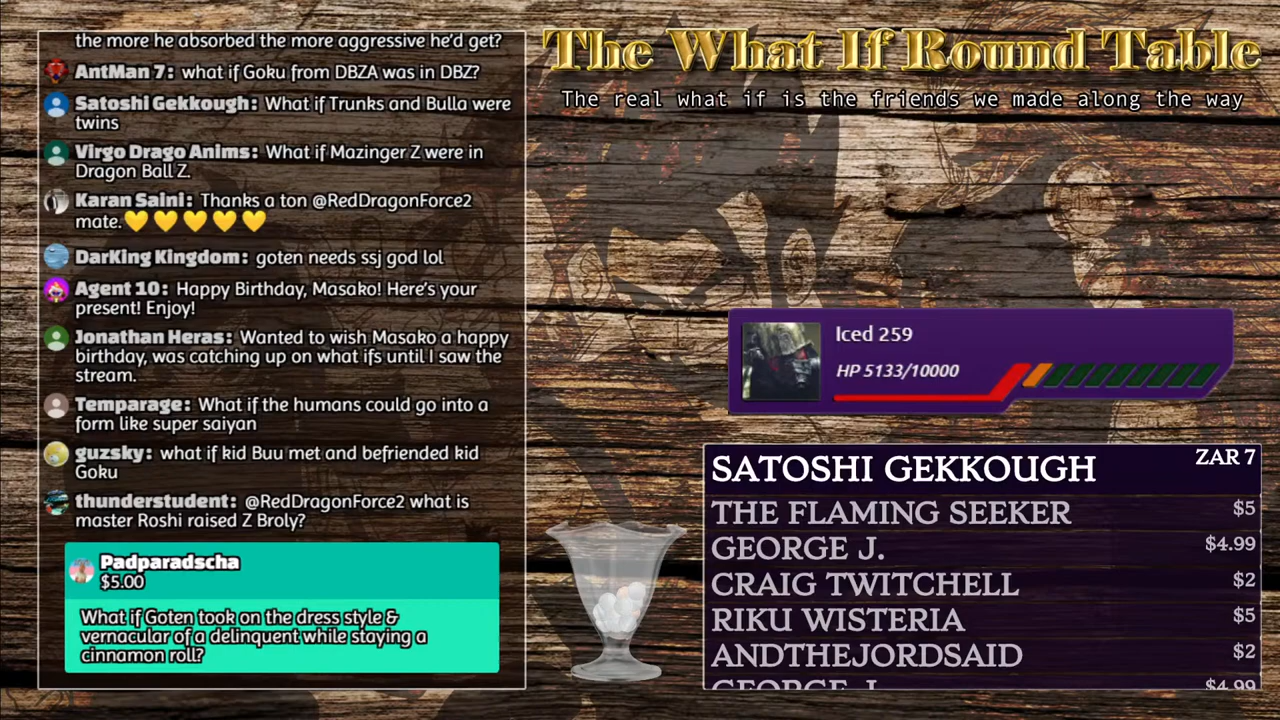 the more he absorbed the more aggressive he'd get?
AntMan 7: what if Goku from DBZA was in DBZ?
Satoshi Gekkough: What if Trunks and Bulla were
twins
Virgo Drago Anims: What if Mazinger Z were in
Dragon Ball Z.
Karan Saini: Thanks a ton @RedDragonForce2
mate.💛💛💛💛💛
DarKing Kingdom: goten needs ssj god lol
Agent 10: Happy Birthday, Masako! Here's your
present! Enjoy!
Jonathan Heras: Wanted to wish Masako a happy
birthday, was catching up on what ifs until I saw the
stream.
Temparage: What if the humans could go into a
form like super saiyan
guzsky: what if kid Buu met and befriended kid
Goku
thunderstudent: @RedDragonForce2 what is
master Roshi raised Z Broly?
Padparadscha
$5.00
What if Goten took on the dress style &
vernacular of a delinquent while staying a
cinnamon roll?
The What If Round Table
The real what if is the friends we made along the way
Iced 259
HP 5133/10000
SATOSHI GEKKOUGH ZAR 7
THE FLAMING SEEKER $5
GEORGE J. $4.99
CRAIG TWITCHELL $2
RIKU WISTERIA $5
ANDTHEJORDSAID $2
GEORGE J. $4.99